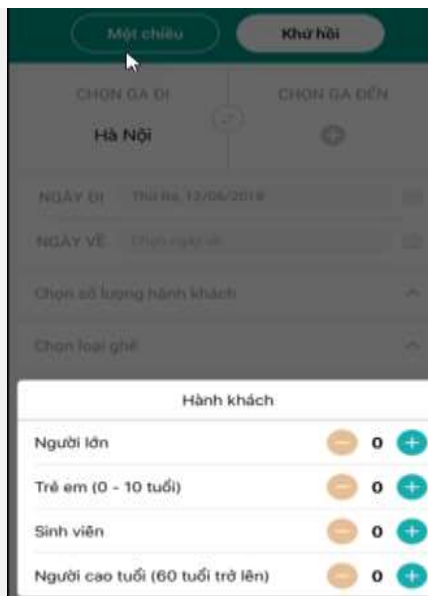 Một chiều Khứ hồi
CHỌN GA ĐI CHỌN GA ĐẾN
Hà Nội
NGÀY ĐI Thứ Ba, 12/06/2018
NGÀY VỀ Chọn ngày về
Chọn số lượng hành khách
Chọn loại ghế
Hành khách
Người lớn 0
Trẻ em (0 - 10 tuổi) 0
Sinh viên 0
Người cao tuổi (60 tuổi trở lên) 0